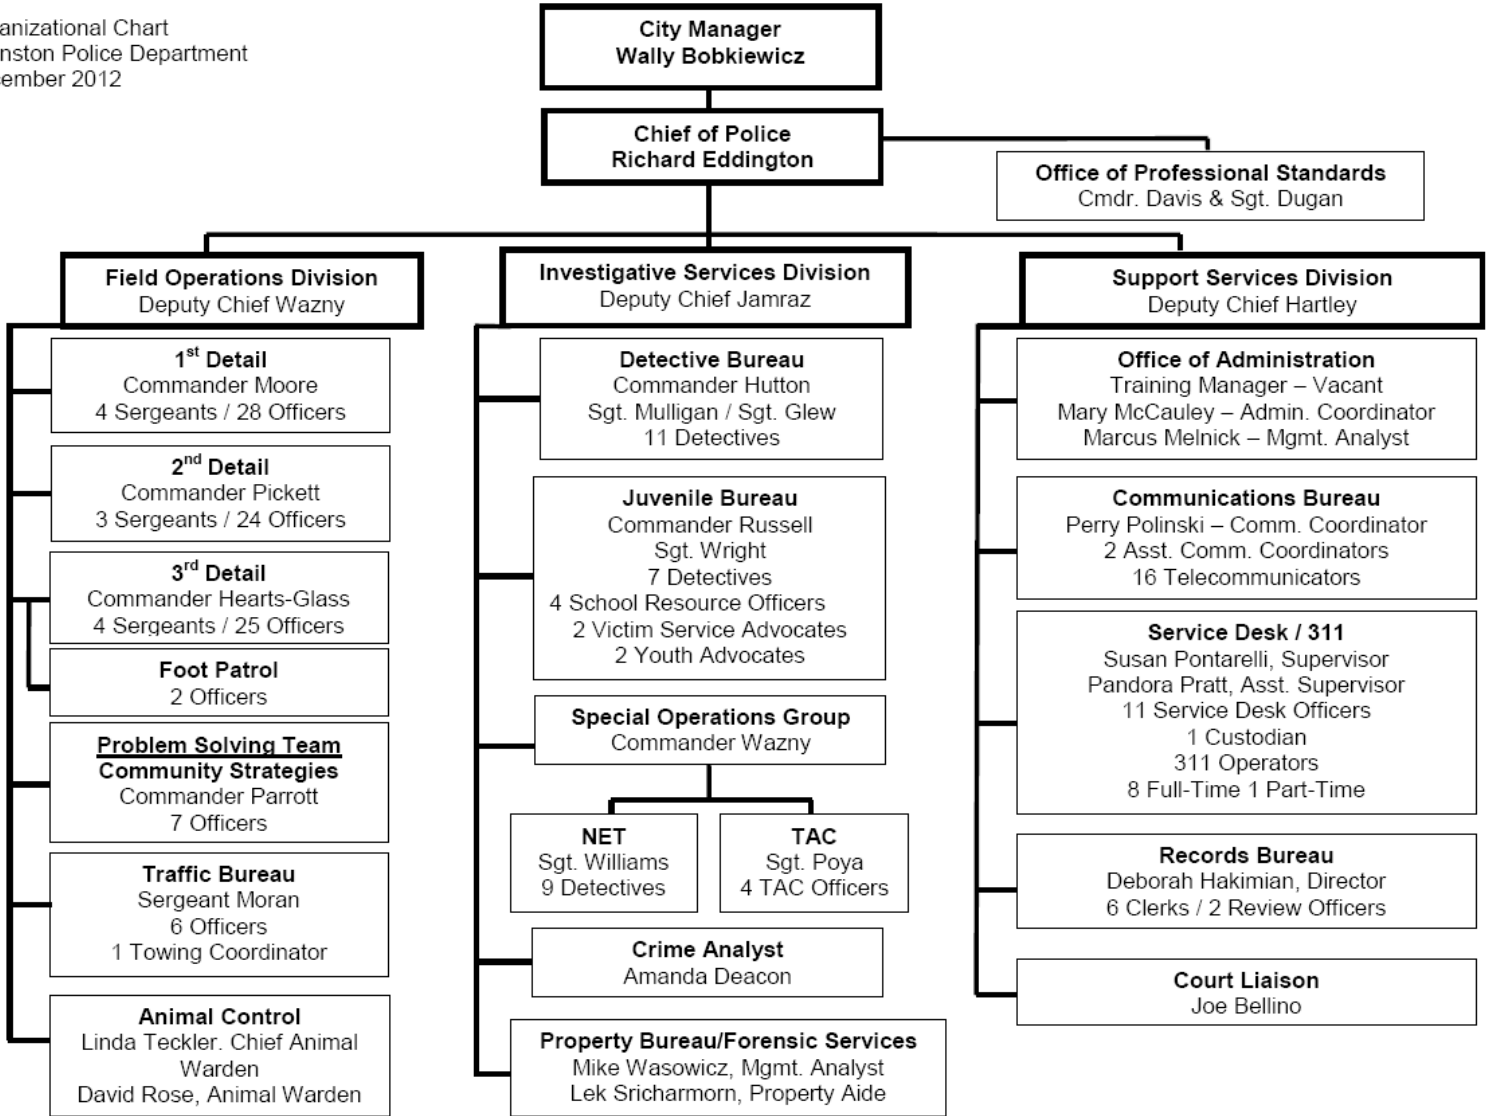 anizational Chart
nston Police Department
ember 2012
City Manager
Wally Bobkiewicz
Chief of Police
Richard Eddington
Office of Professional Standards
Cmdr. Davis & Sgt. Dugan
Field Operations Division
Deputy Chief Wazny
1st Detail
Commander Moore
4 Sergeants / 28 Officers
2nd Detail
Commander Pickett
3 Sergeants / 24 Officers
3rd Detail
Commander Hearts-Glass
4 Sergeants / 25 Officers
Foot Patrol
2 Officers
Problem Solving Team
Community Strategies
Commander Parrott
7 Officers
Traffic Bureau
Sergeant Moran
6 Officers
1 Towing Coordinator
Animal Control
Linda Teckler. Chief Animal
Warden
David Rose, Animal Warden
Investigative Services Division
Deputy Chief Jamraz
Detective Bureau
Commander Hutton
Sgt. Mulligan / Sgt. Glew
11 Detectives
Juvenile Bureau
Commander Russell
Sgt. Wright
7 Detectives
4 School Resource Officers
2 Victim Service Advocates
2 Youth Advocates
Special Operations Group
Commander Wazny
NET
Sgt. Williams
9 Detectives
TAC
Sgt. Poya
4 TAC Officers
Crime Analyst
Amanda Deacon
Property Bureau/Forensic Services
Mike Wasowicz, Mgmt. Analyst
Lek Sricharmorn, Property Aide
Support Services Division
Deputy Chief Hartley
Office of Administration
Training Manager – Vacant
Mary McCauley – Admin. Coordinator
Marcus Melnick – Mgmt. Analyst
Communications Bureau
Perry Polinski – Comm. Coordinator
2 Asst. Comm. Coordinators
16 Telecommunicators
Service Desk / 311
Susan Pontarelli, Supervisor
Pandora Pratt, Asst. Supervisor
11 Service Desk Officers
1 Custodian
311 Operators
8 Full-Time 1 Part-Time
Records Bureau
Deborah Hakimian, Director
6 Clerks / 2 Review Officers
Court Liaison
Joe Bellino